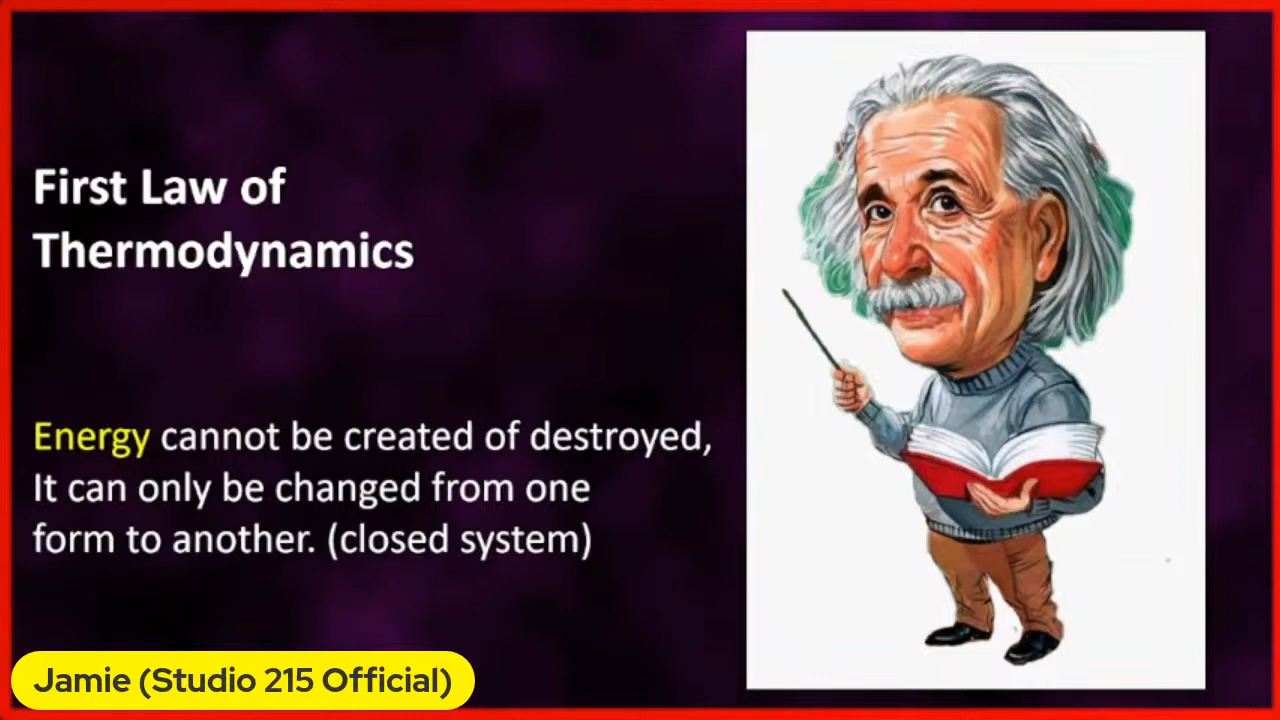 First Law of
Thermodynamics
Energy cannot be created of destroyed,
It can only be changed from one
form to another. (closed system)
Jamie (Studio 215 Official)